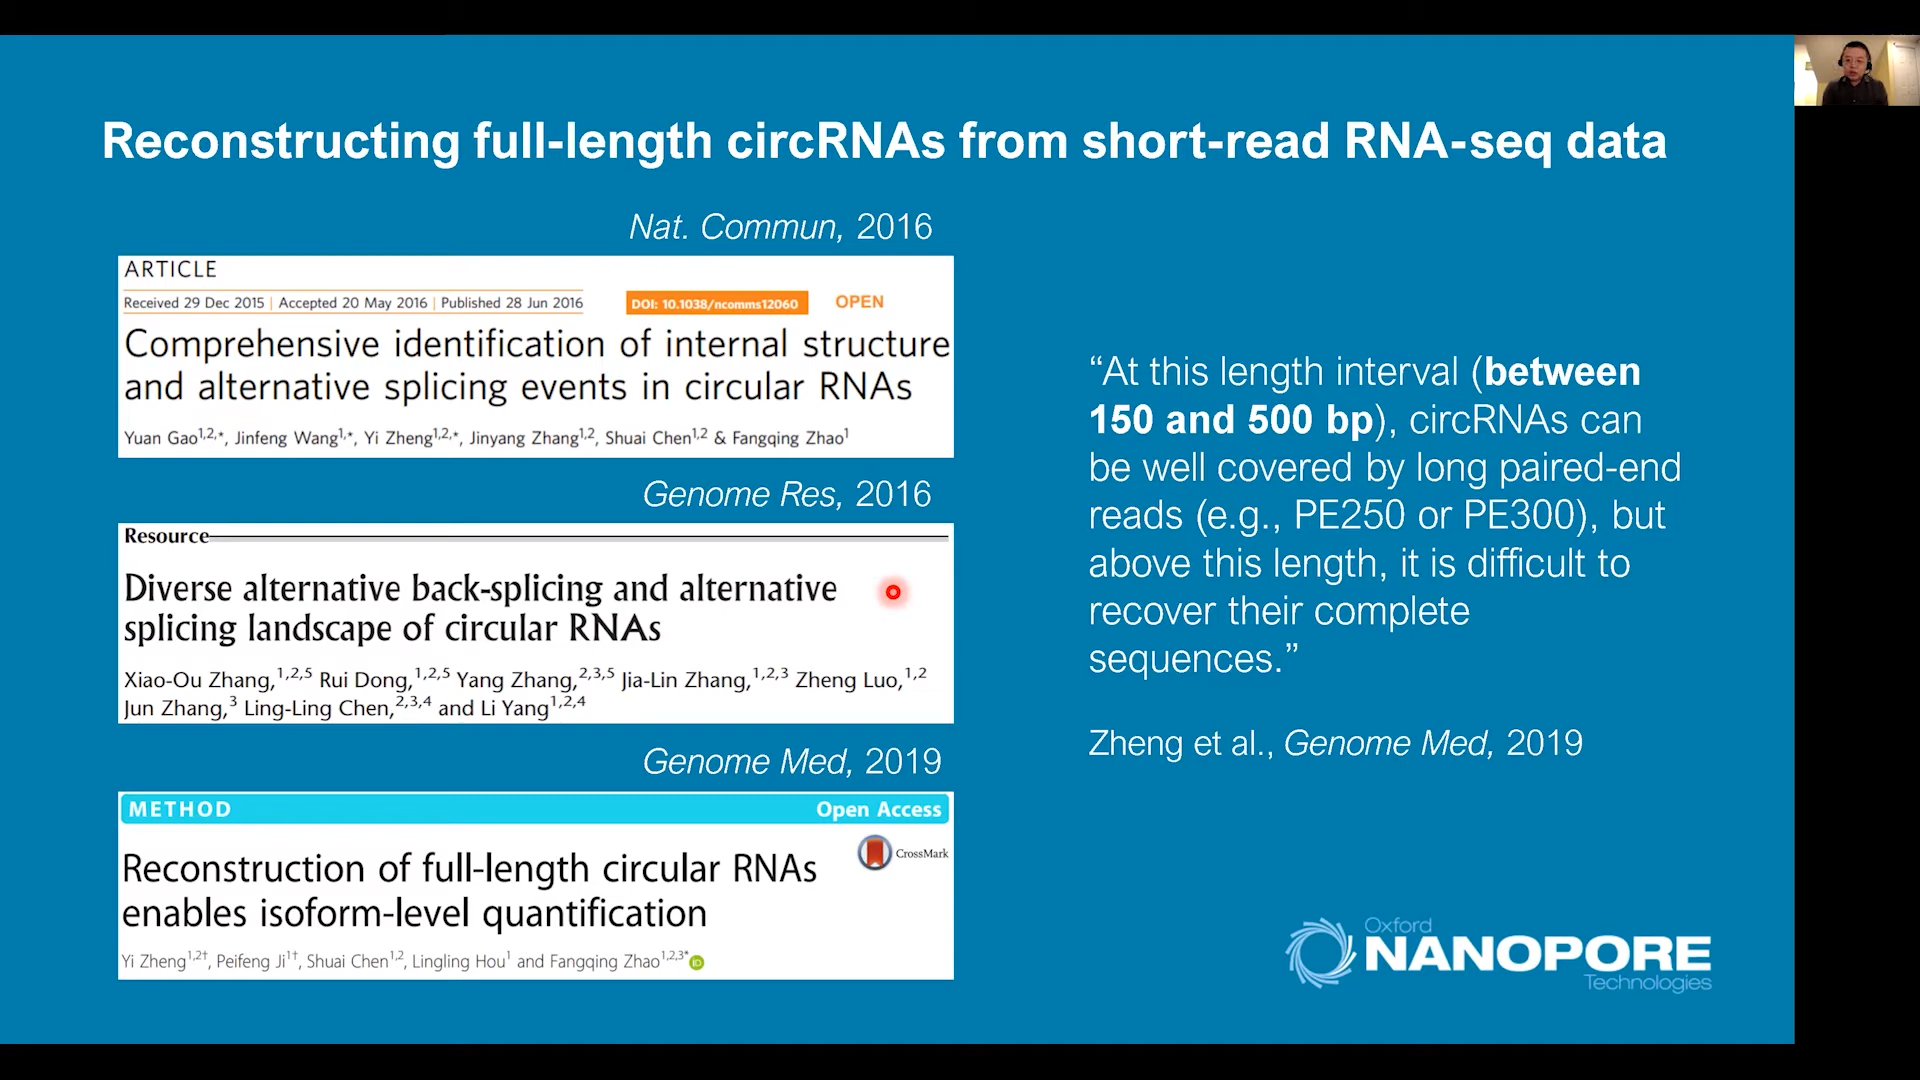 Reconstructing full-length circRNAs from short-read RNA-seq data
Nat. Commun, 2016
ARTICLE
Received 29 Dec 2015 | Accepted 20 May 2016 | Published 28 Jun 2016
DOI: 10.1038/ncomms12060
OPEN
Comprehensive identification of internal structure
and alternative splicing events in circular RNAs
Yuan Gao1,2,*, Jinfeng Wang1,*, Yi Zheng1,2,*, Jinyang Zhang1,2, Shuai Chen1,2 & Fangqing Zhao1
Genome Res, 2016
Resource
Diverse alternative back-splicing and alternative
splicing landscape of circular RNAs
Xiao-Ou Zhang,1,2,5 Rui Dong,1,2,5 Yang Zhang,2,3,5 Jia-Lin Zhang,1,2,3 Zheng Luo,1,2
Jun Zhang,3 Ling-Ling Chen,2,3,4 and Li Yang1,2,4
Genome Med, 2019
METHOD
Open Access
CrossMark
Reconstruction of full-length circular RNAs
enables isoform-level quantification
Yi Zheng1,2†, Peifeng Ji1†, Shuai Chen1,2, Lingling Hou1 and Fangqing Zhao1,2,3*
“At this length interval (between
150 and 500 bp), circRNAs can
be well covered by long paired-end
reads (e.g., PE250 or PE300), but
above this length, it is difficult to
recover their complete
sequences.”
Zheng et al., Genome Med, 2019
Oxford
NANOPORE
Technologies